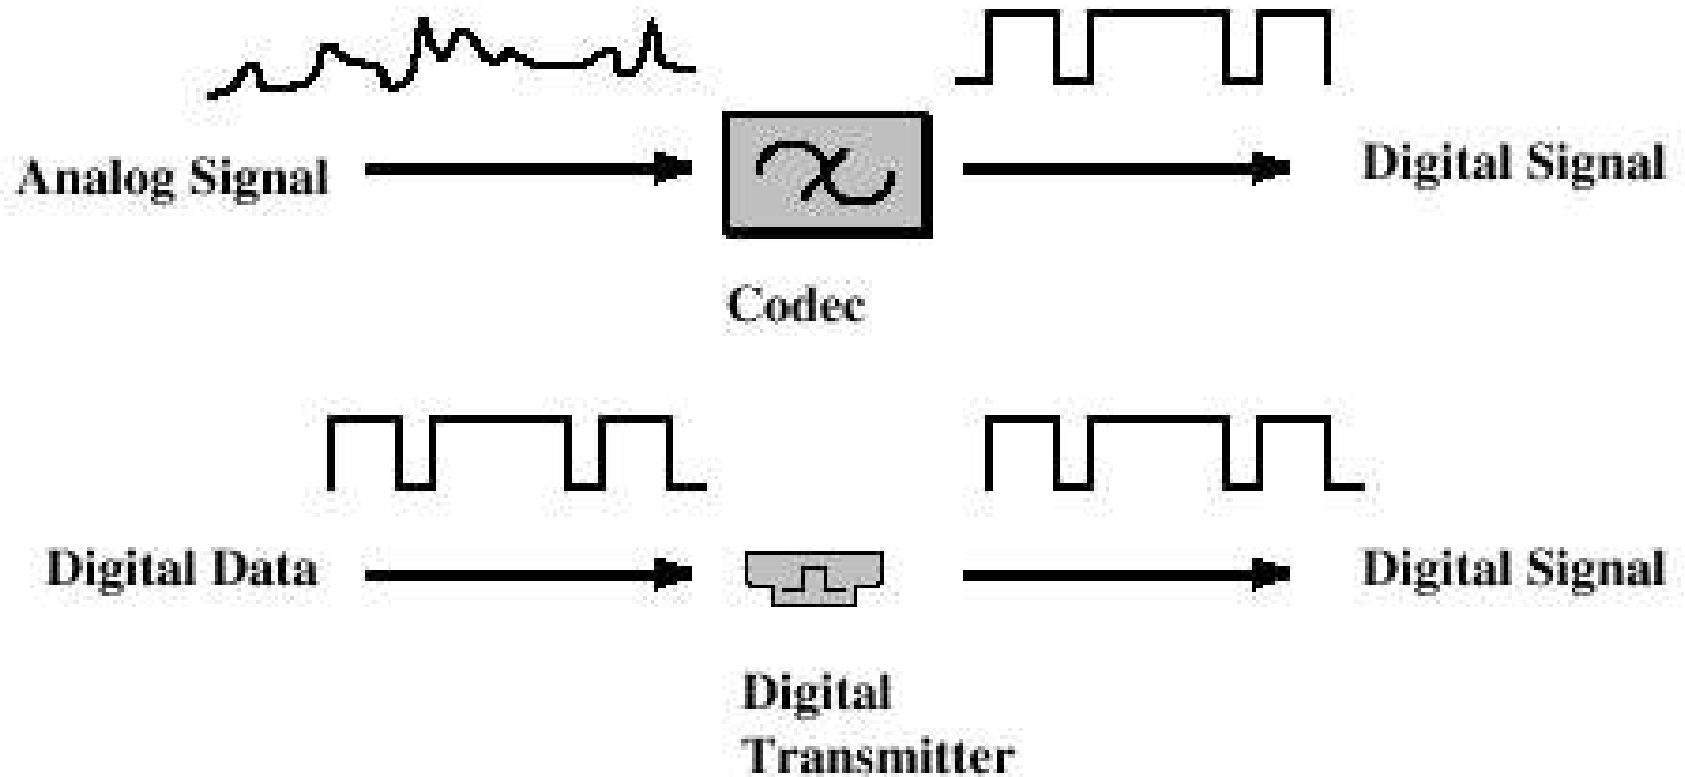 Analog Signal
Digital Signal
Codec
Digital Data
Digital Signal
Digital
Transmitter